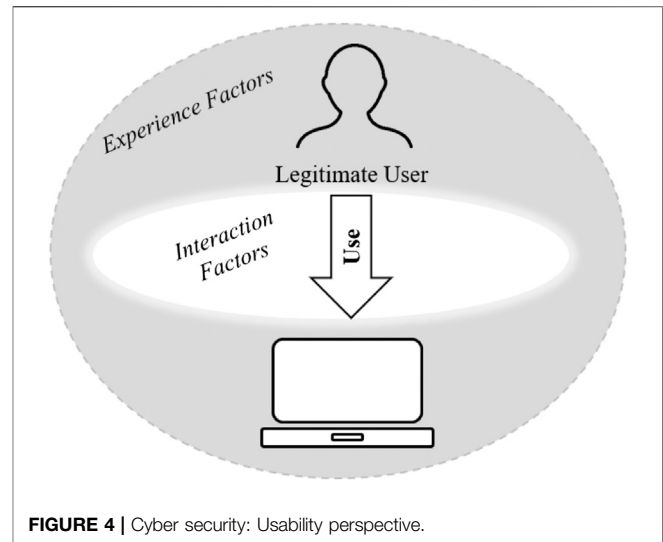 Experience Factors
Legitimate User
Interaction
Factors
Use
FIGURE 4 | Cyber security: Usability perspective.